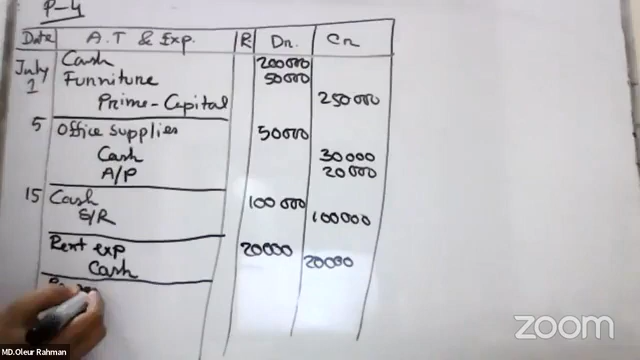 P-4
Date A.T & Exp. R Dr. Cr
July 1 Cash 200000
Furniture 50000
Prime-Capital 250000
5 Office supplies 50000
Cash 30000
A/P 20000
15 Cash 100000
S/R 100000
Rent exp 20000
Cash 20000
MD.Oleur Rahman
zoom